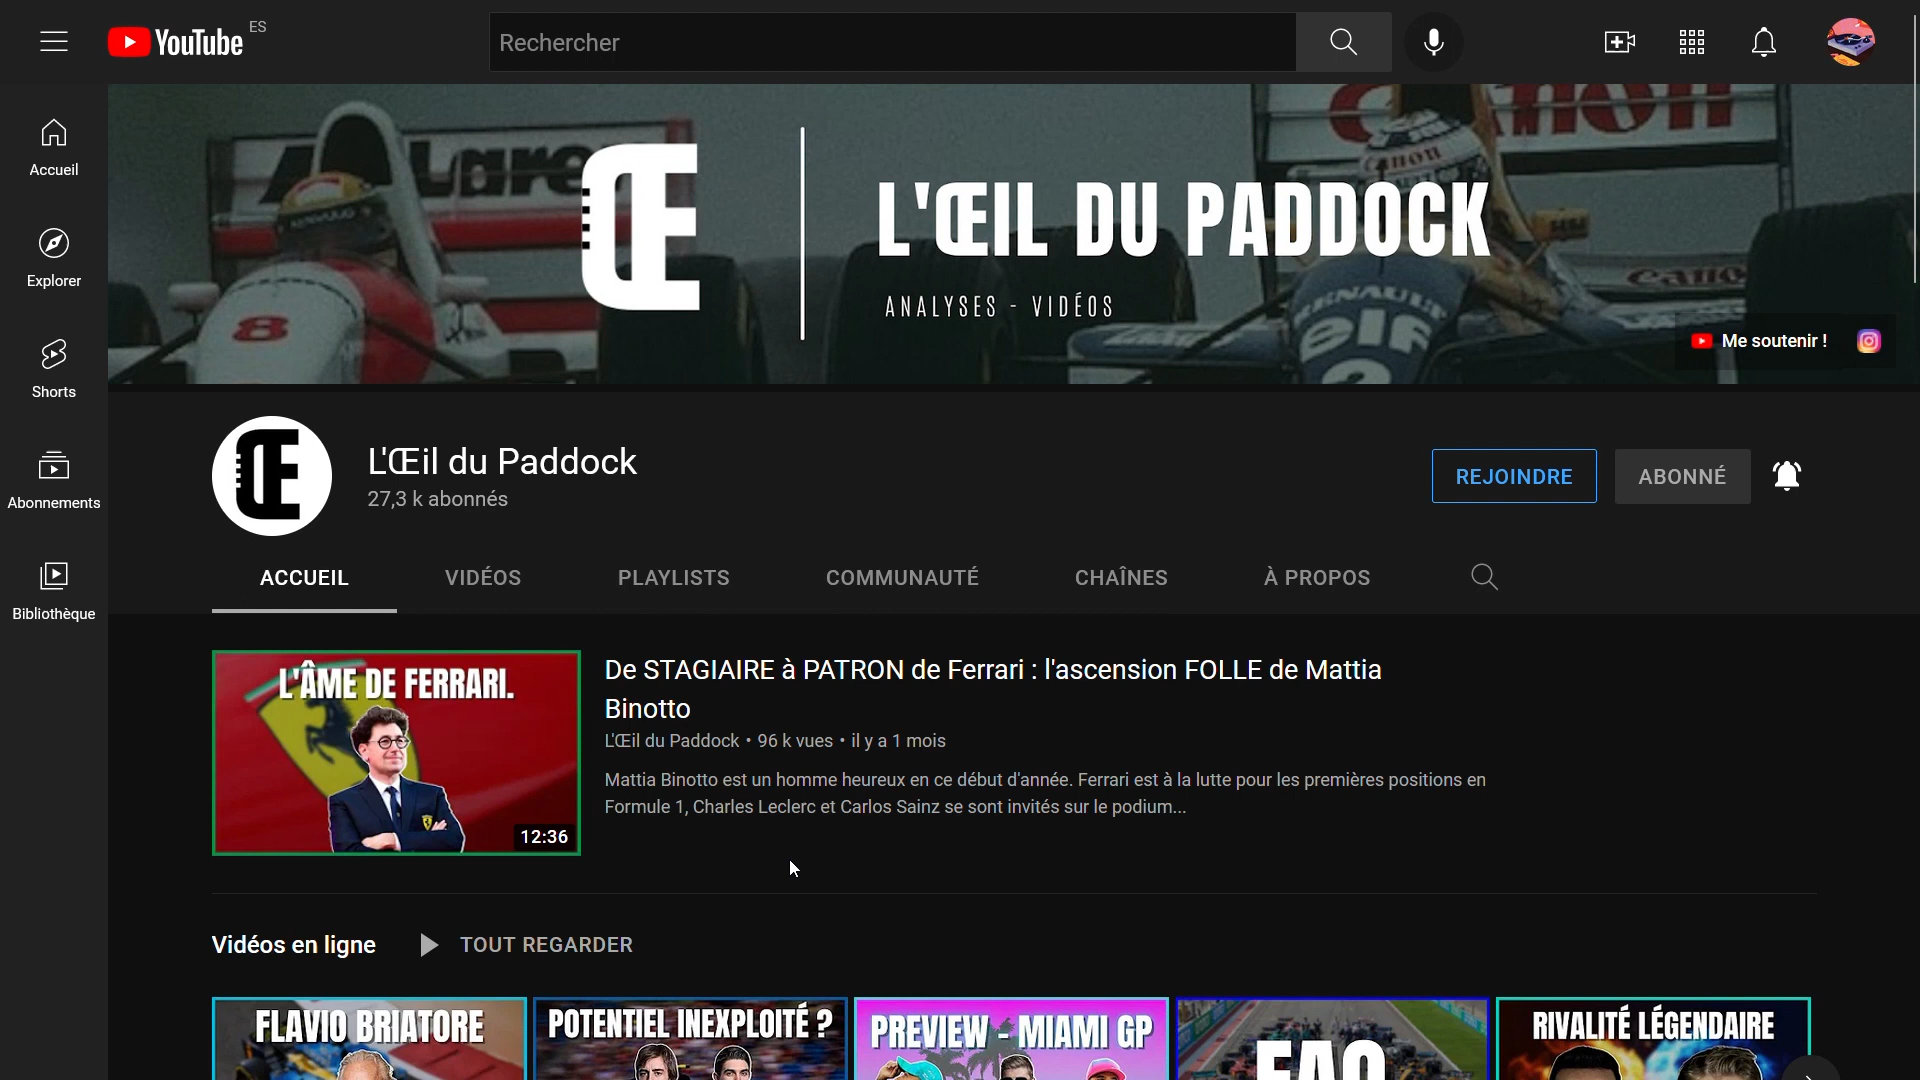 YouTube ES
Rechercher
Accueil
Explorer
Shorts
Abonnements
Bibliothèque
Œ
L'ŒIL DU PADDOCK
ANALYSES - VIDÉOS
RENAULT
elf
Canon
8
Me soutenir !
Œ
L'Œil du Paddock
27,3 k abonnés
REJOINDRE
ABONNÉ
ACCUEIL
VIDÉOS
PLAYLISTS
COMMUNAUTÉ
CHAÎNES
À PROPOS
L'ÂME DE FERRARI.
12:36
De STAGIAIRE à PATRON de Ferrari : l'ascension FOLLE de Mattia
Binotto
L'Œil du Paddock • 96 k vues • il y a 1 mois
Mattia Binotto est un homme heureux en ce début d'année. Ferrari est à la lutte pour les premières positions en
Formule 1, Charles Leclerc et Carlos Sainz se sont invités sur le podium...
Vidéos en ligne
TOUT REGARDER
FLAVIO BRIATORE
POTENTIEL INEXPLOITÉ ?
PREVIEW - MIAMI GP
FAQ
RIVALITÉ LÉGENDAIRE